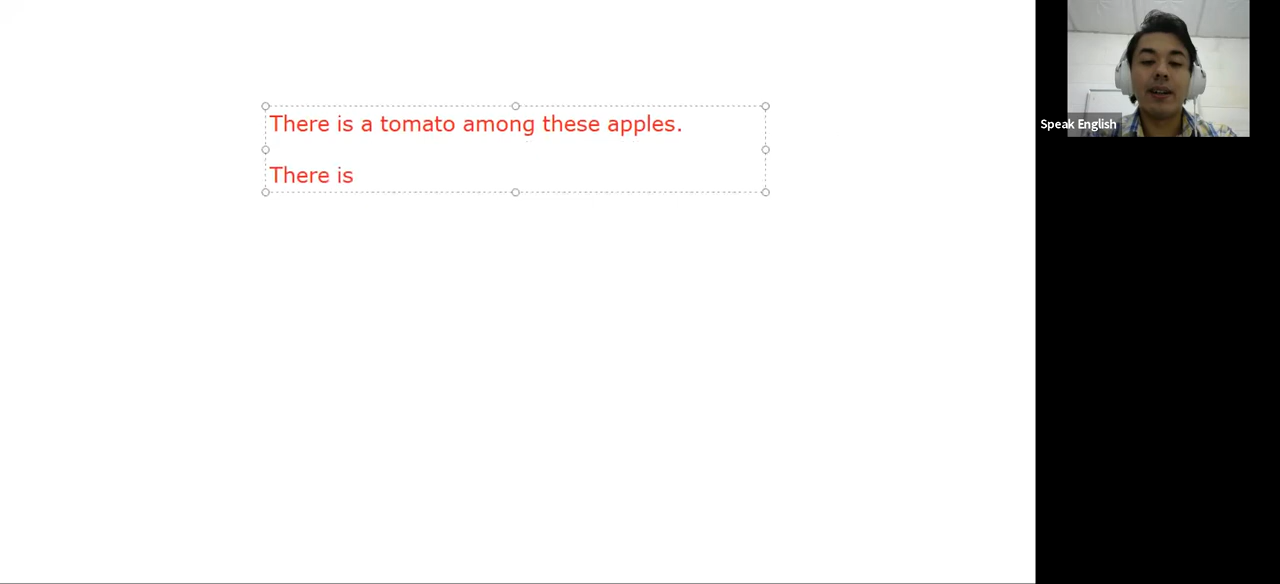 There is a tomato among these apples.
There is
Speak English